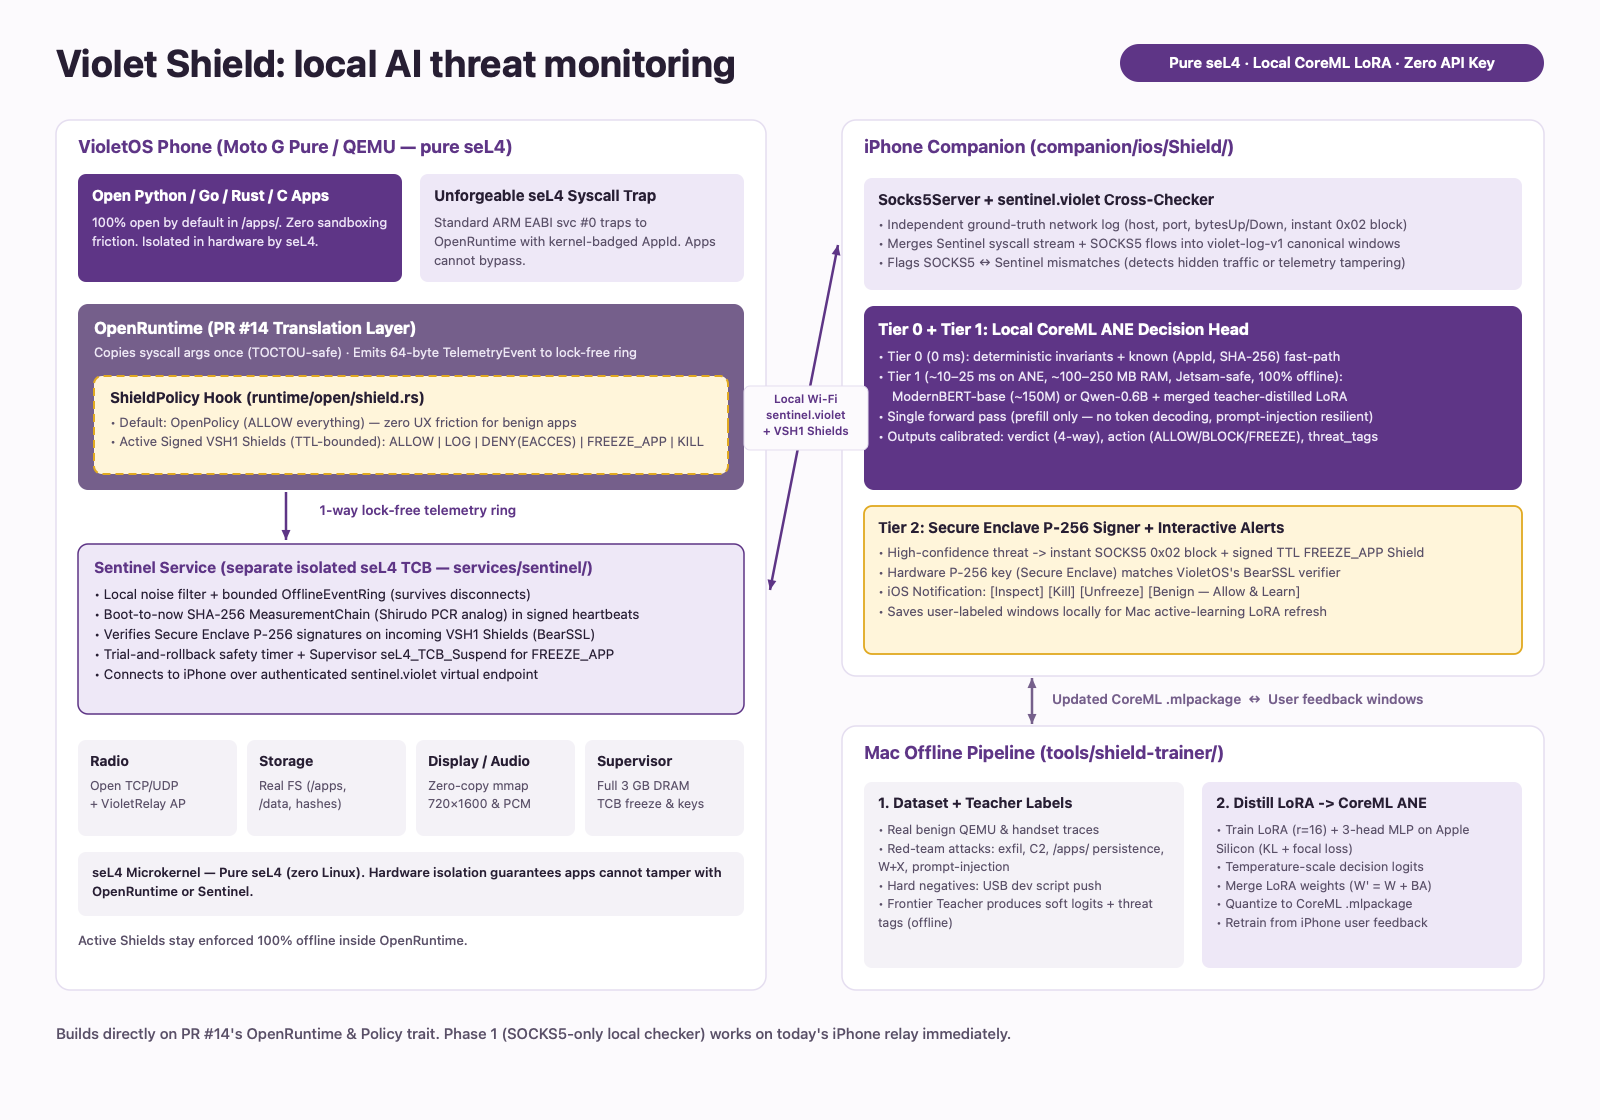 Violet Shield: local AI threat monitoring
Pure seL4 · Local CoreML LoRA · Zero API Key
VioletOS Phone (Moto G Pure / QEMU — pure seL4)
Open Python / Go / Rust / C Apps
100% open by default in /apps/. Zero sandboxing
friction. Isolated in hardware by seL4.
Unforgeable seL4 Syscall Trap
Standard ARM EABI svc #0 traps to
OpenRuntime with kernel-badged AppId. Apps
cannot bypass.
OpenRuntime (PR #14 Translation Layer)
Copies syscall args once (TOCTOU-safe) · Emits 64-byte TelemetryEvent to lock-free ring
ShieldPolicy Hook (runtime/open/shield.rs)
• Default: OpenPolicy (ALLOW everything) — zero UX friction for benign apps
• Active Signed VSH1 Shields (TTL-bounded): ALLOW | LOG | DENY(EACCES) | FREEZE_APP | KILL
1-way lock-free telemetry ring
Sentinel Service (separate isolated seL4 TCB — services/sentinel/)
• Local noise filter + bounded OfflineEventRing (survives disconnects)
• Boot-to-now SHA-256 MeasurementChain (Shirudo PCR analog) in signed heartbeats
• Verifies Secure Enclave P-256 signatures on incoming VSH1 Shields (BearSSL)
• Trial-and-rollback safety timer + Supervisor seL4_TCB_Suspend for FREEZE_APP
• Connects to iPhone over authenticated sentinel.violet virtual endpoint
Radio
Open TCP/UDP
+ VioletRelay AP
Storage
Real FS (/apps,
/data, hashes)
Display / Audio
Zero-copy mmap
720×1600 & PCM
Supervisor
Full 3 GB DRAM
TCB freeze & keys
seL4 Microkernel — Pure seL4 (zero Linux). Hardware isolation guarantees apps cannot tamper with
OpenRuntime or Sentinel.
Active Shields stay enforced 100% offline inside OpenRuntime.
Local Wi-Fi
sentinel.violet
+ VSH1 Shields
iPhone Companion (companion/ios/Shield/)
Socks5Server + sentinel.violet Cross-Checker
• Independent ground-truth network log (host, port, bytesUp/Down, instant 0x02 block)
• Merges Sentinel syscall stream + SOCKS5 flows into violet-log-v1 canonical windows
• Flags SOCKS5 ↔ Sentinel mismatches (detects hidden traffic or telemetry tampering)
Tier 0 + Tier 1: Local CoreML ANE Decision Head
• Tier 0 (0 ms): deterministic invariants + known (AppId, SHA-256) fast-path
• Tier 1 (~10–25 ms on ANE, ~100–250 MB RAM, Jetsam-safe, 100% offline):
ModernBERT-base (~150M) or Qwen-0.6B + merged teacher-distilled LoRA
• Single forward pass (prefill only — no token decoding, prompt-injection resilient)
• Outputs calibrated: verdict (4-way), action (ALLOW/BLOCK/FREEZE), threat_tags
Tier 2: Secure Enclave P-256 Signer + Interactive Alerts
• High-confidence threat -> instant SOCKS5 0x02 block + signed TTL FREEZE_APP Shield
• Hardware P-256 key (Secure Enclave) matches VioletOS's BearSSL verifier
• iOS Notification: [Inspect] [Kill] [Unfreeze] [Benign — Allow & Learn]
• Saves user-labeled windows locally for Mac active-learning LoRA refresh
Updated CoreML .mlpackage ↔ User feedback windows
Mac Offline Pipeline (tools/shield-trainer/)
1. Dataset + Teacher Labels
• Real benign QEMU & handset traces
• Red-team attacks: exfil, C2, /apps/ persistence,
W+X, prompt-injection
• Hard negatives: USB dev script push
• Frontier Teacher produces soft logits + threat
tags (offline)
2. Distill LoRA -> CoreML ANE
• Train LoRA (r=16) + 3-head MLP on Apple
Silicon (KL + focal loss)
• Temperature-scale decision logits
• Merge LoRA weights (W' = W + BA)
• Quantize to CoreML .mlpackage
• Retrain from iPhone user feedback
Builds directly on PR #14's OpenRuntime & Policy trait. Phase 1 (SOCKS5-only local checker) works on today's iPhone relay immediately.